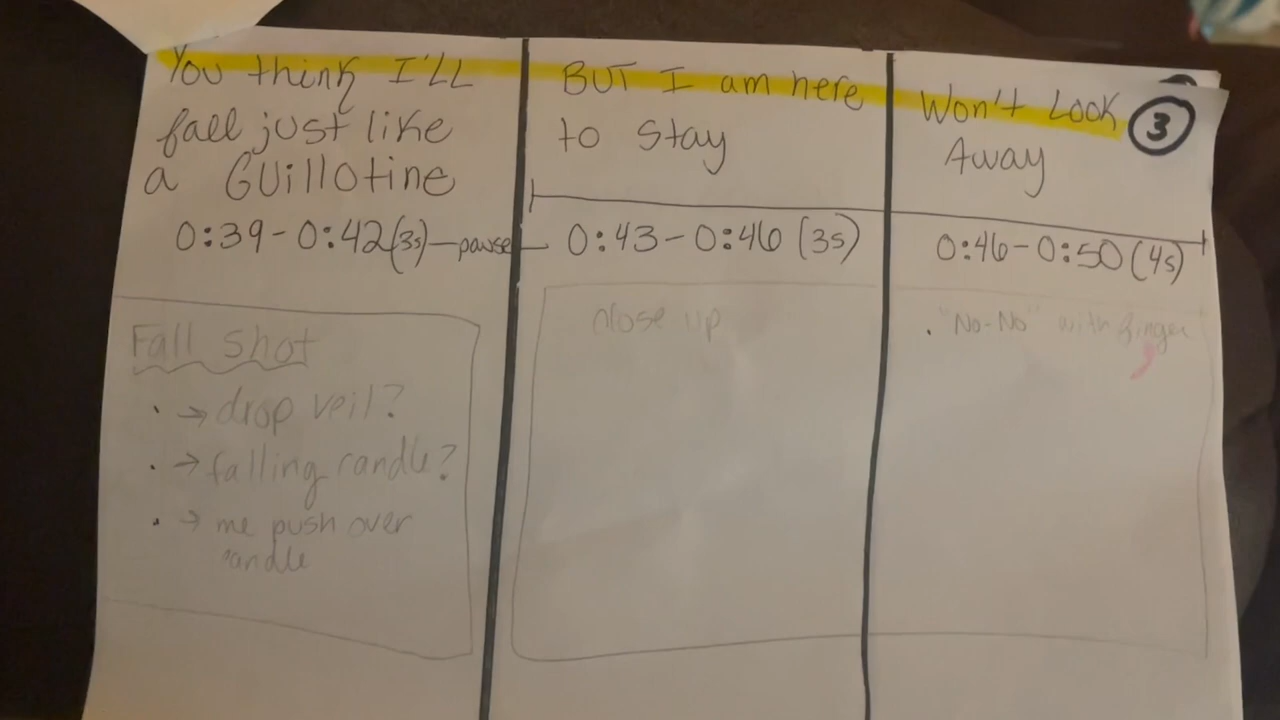 You think I'LL
fall just like
a GUillotine
0:39-0:42(3s)—pause—
Fall Shot
· → drop veil?
· → falling candle?
· → me push over
candle
BUT I am here
to Stay
0:43-0:46 (3s)
close up
Won't Look
Away
3
0:46-0:50 (4s)
· "No-No" with finger